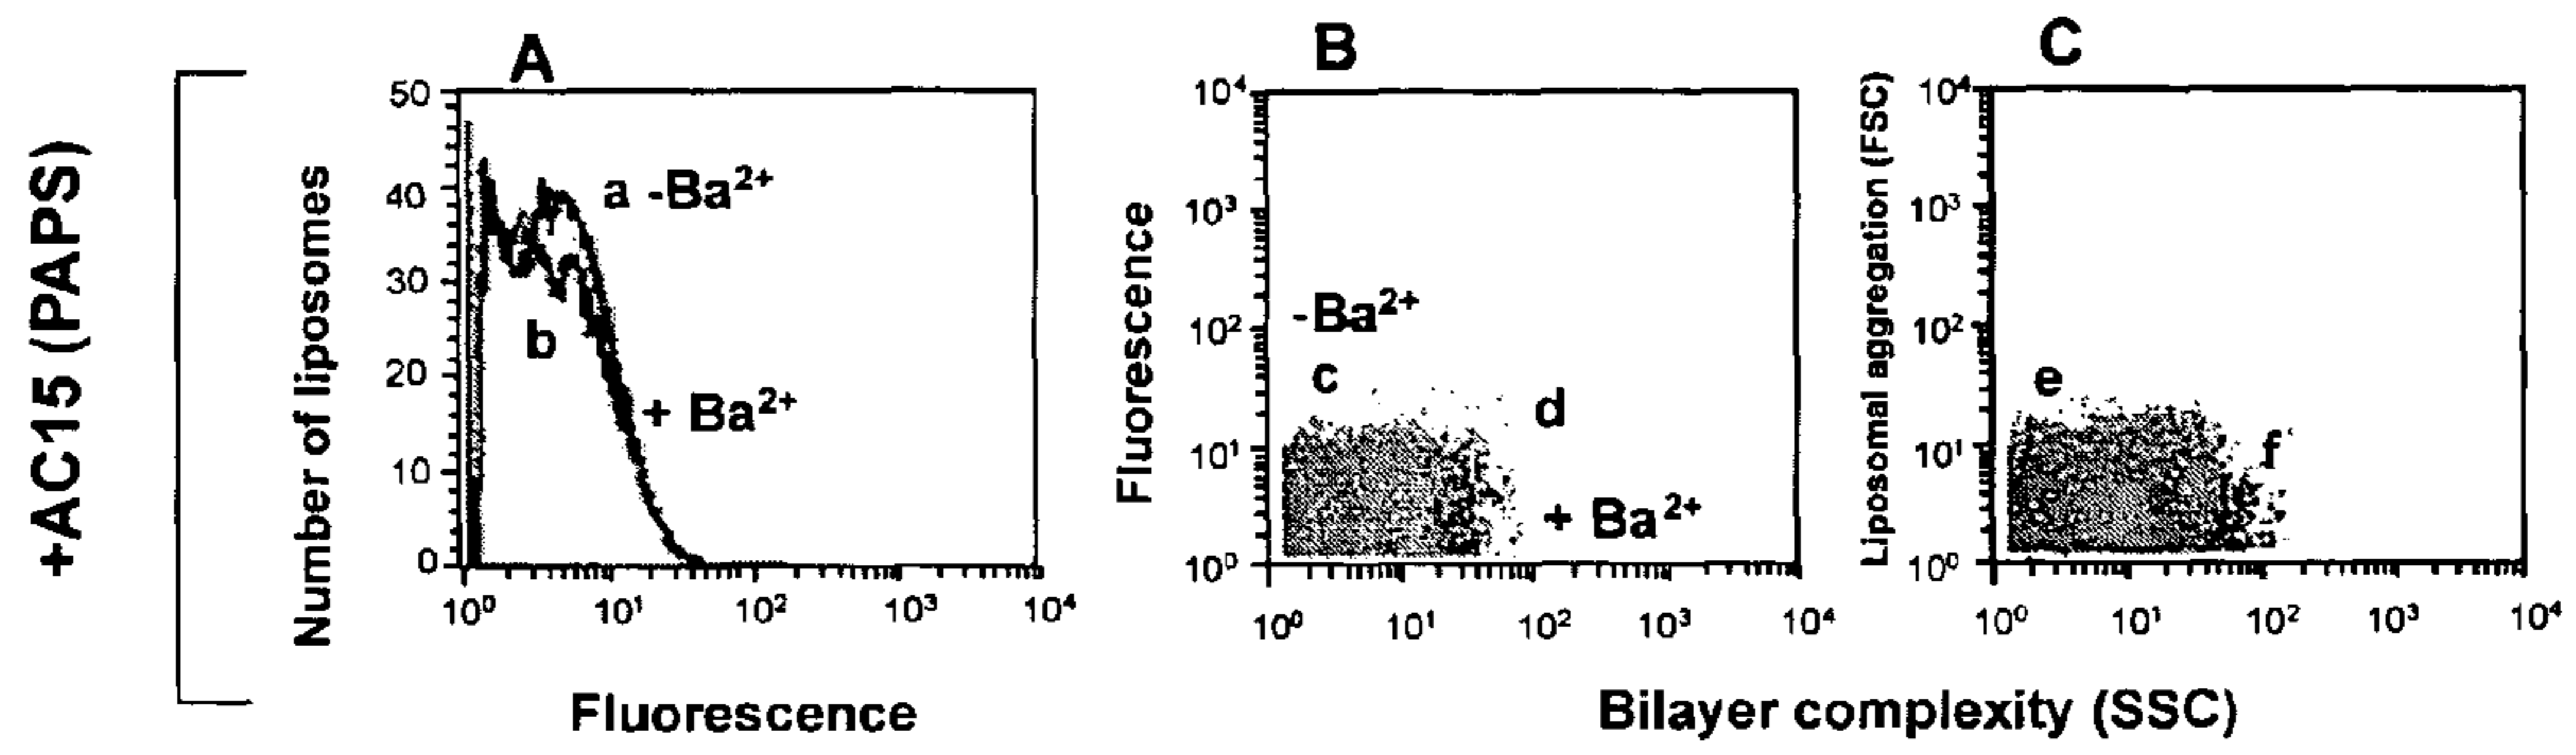 +AC15 (PAPS)
A
Number of liposomes
50
40
30
20
10
0
a -Ba²⁺
b
+ Ba²⁺
10⁰ 10¹ 10² 10³ 10⁴
Fluorescence
B
Fluorescence
10⁴
10³
10²
10¹
10⁰
-Ba²⁺
c
d
+ Ba²⁺
10⁰ 10¹ 10² 10³ 10⁴
C
Liposomal aggregation (FSC)
10⁴
10³
10²
10¹
10⁰
e
f
10⁰ 10¹ 10² 10³ 10⁴
Bilayer complexity (SSC)